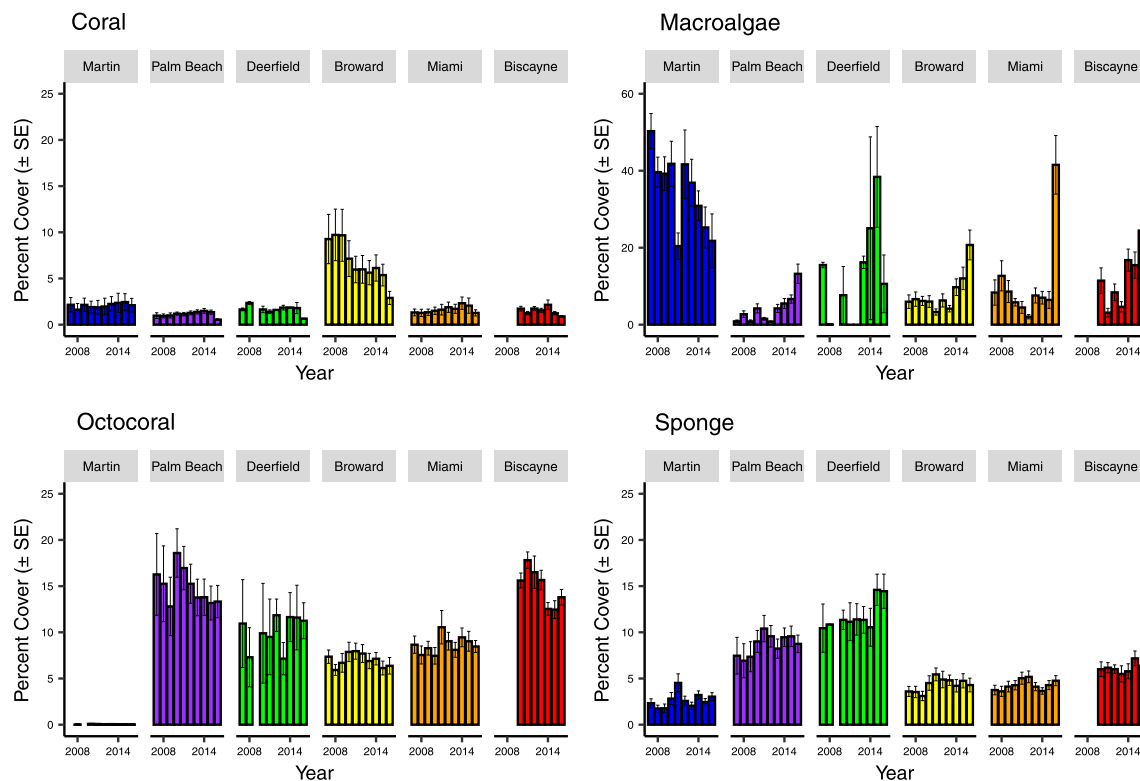 Coral
Martin Palm Beach Deerfield Broward Miami Biscayne
Percent Cover (± SE)
25
20
15
10
5
0
2008 2014 2008 2014 2008 2014 2008 2014 2008 2014 2008 2014
Year
Macroalgae
Martin Palm Beach Deerfield Broward Miami Biscayne
Percent Cover (± SE)
60
40
20
0
2008 2014 2008 2014 2008 2014 2008 2014 2008 2014 2008 2014
Year
Octocoral
Martin Palm Beach Deerfield Broward Miami Biscayne
Percent Cover (± SE)
25
20
15
10
5
0
2008 2014 2008 2014 2008 2014 2008 2014 2008 2014 2008 2014
Year
Sponge
Martin Palm Beach Deerfield Broward Miami Biscayne
Percent Cover (± SE)
25
20
15
10
5
0
2008 2014 2008 2014 2008 2014 2008 2014 2008 2014 2008 2014
Year